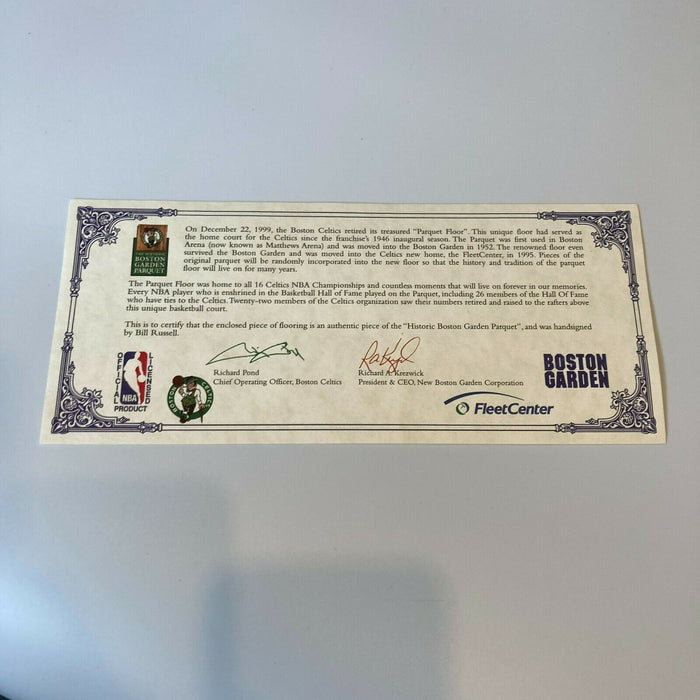 On December 22, 1999, the Boston Celtics retired its treasured "Parquet Floor". This unique floor had served as
the home court for the Celtics since the franchise's 1946 inaugural season. The Parquet was first used in Boston
Arena (now known as Matthews Arena) and was moved into the Boston Garden in 1952. The renowned floor even
survived the Boston Garden and was moved into the Celtics new home, the FleetCenter, in 1995. Pieces of the
original parquet will be randomly incorporated into the new floor so that the history and tradition of the parquet
floor will live on for many years.
BOSTON
GARDEN
PARQUET
The Parquet Floor was home to all 16 Celtics NBA Championships and countless moments that will live on forever in our memories.
Every NBA player who is enshrined in the Basketball Hall of Fame played on the Parquet, including 26 members of the Hall Of Fame
who have ties to the Celtics. Twenty-two members of the Celtics organization saw their numbers retired and raised to the rafters above
this unique basketball court.
This is to certify that the enclosed piece of flooring is an authentic piece of the "Historic Boston Garden Parquet", and was handsigned
by Bill Russell.
OFFICIAL
LICENSED
NBA
PRODUCT
BOSTON
CELTICS
Richard Pond
Chief Operating Officer, Boston Celtics
Richard A. Krezwick
President & CEO, New Boston Garden Corporation
BOSTON
GARDEN
FleetCenter